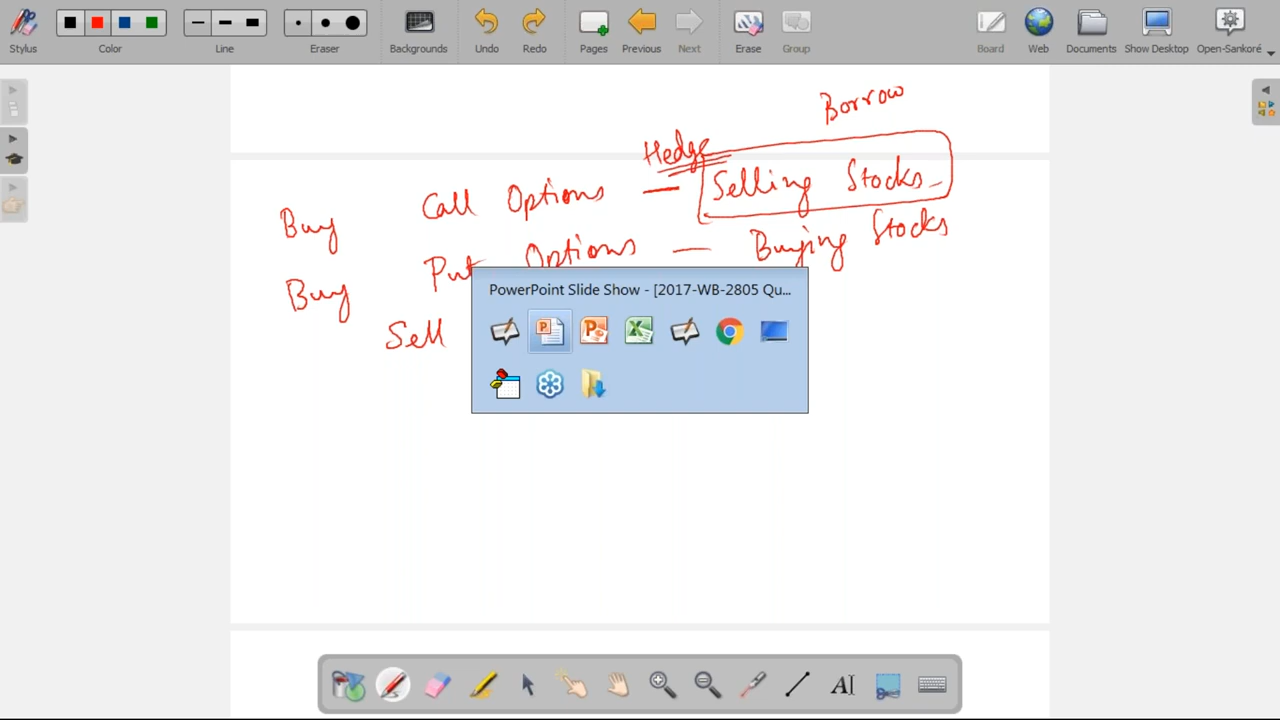 Stylus
Color
Line
Eraser
Backgrounds
Undo
Redo
Pages
Previous
Next
Erase
Group
Board
Web
Documents
Show Desktop
Open-Sankoré
Borrow
Hedge
Buy Call Options — Selling Stocks
Buy Put Options — Buying Stocks
Sell
PowerPoint Slide Show - [2017-WB-2805 Qu...